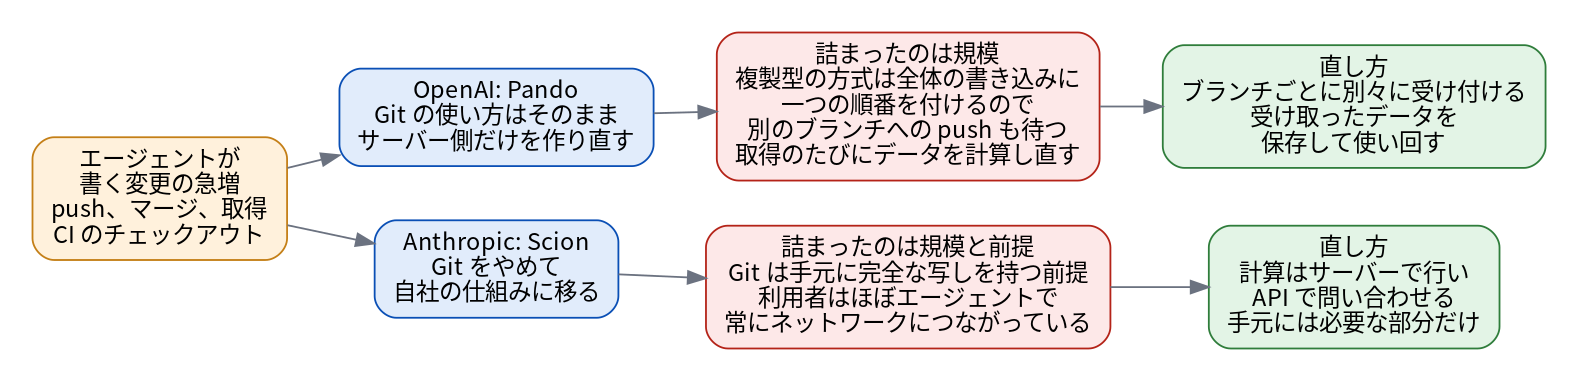 エージェントが
書く変更の急増
push、マージ、取得
CI のチェックアウト
OpenAI: Pando
Git の使い方はそのまま
サーバー側だけを作り直す
詰まったのは規模
複製型の方式は全体の書き込みに
一つの順番を付けるので
別のブランチへの push も待つ
取得のたびにデータを計算し直す
直し方
ブランチごとに別々に受け付ける
受け取ったデータを
保存して使い回す
Anthropic: Scion
Git をやめて
自社の仕組みに移る
詰まったのは規模と前提
Git は手元に完全な写しを持つ前提
利用者はほぼエージェントで
常にネットワークにつながっている
直し方
計算はサーバーで行い
API で問い合わせる
手元には必要な部分だけ